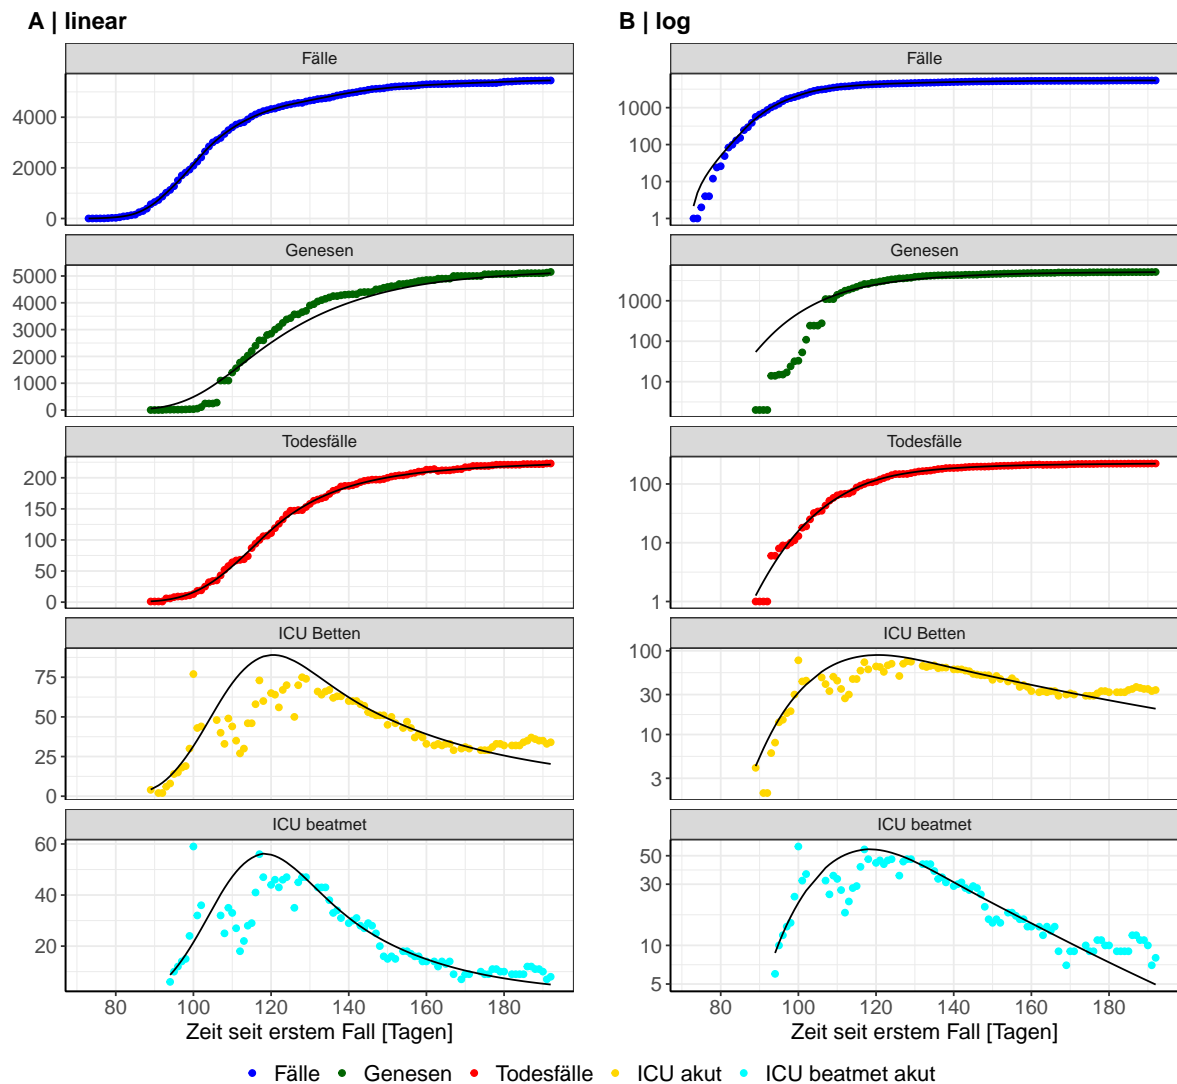 A | linear
Fälle
4000
2000
0
Genesen
5000
4000
3000
2000
1000
0
Todesfälle
200
150
100
50
0
ICU Betten
75
50
25
0
ICU beatmet
60
40
20
80 100 120 140 160 180
Zeit seit erstem Fall [Tagen]
B | log
Fälle
1000
100
10
1
Genesen
1000
100
10
Todesfälle
100
10
1
ICU Betten
100
30
10
3
ICU beatmet
50
30
10
5
80 100 120 140 160 180
Zeit seit erstem Fall [Tagen]
Fälle Genesen Todesfälle ICU akut ICU beatmet akut